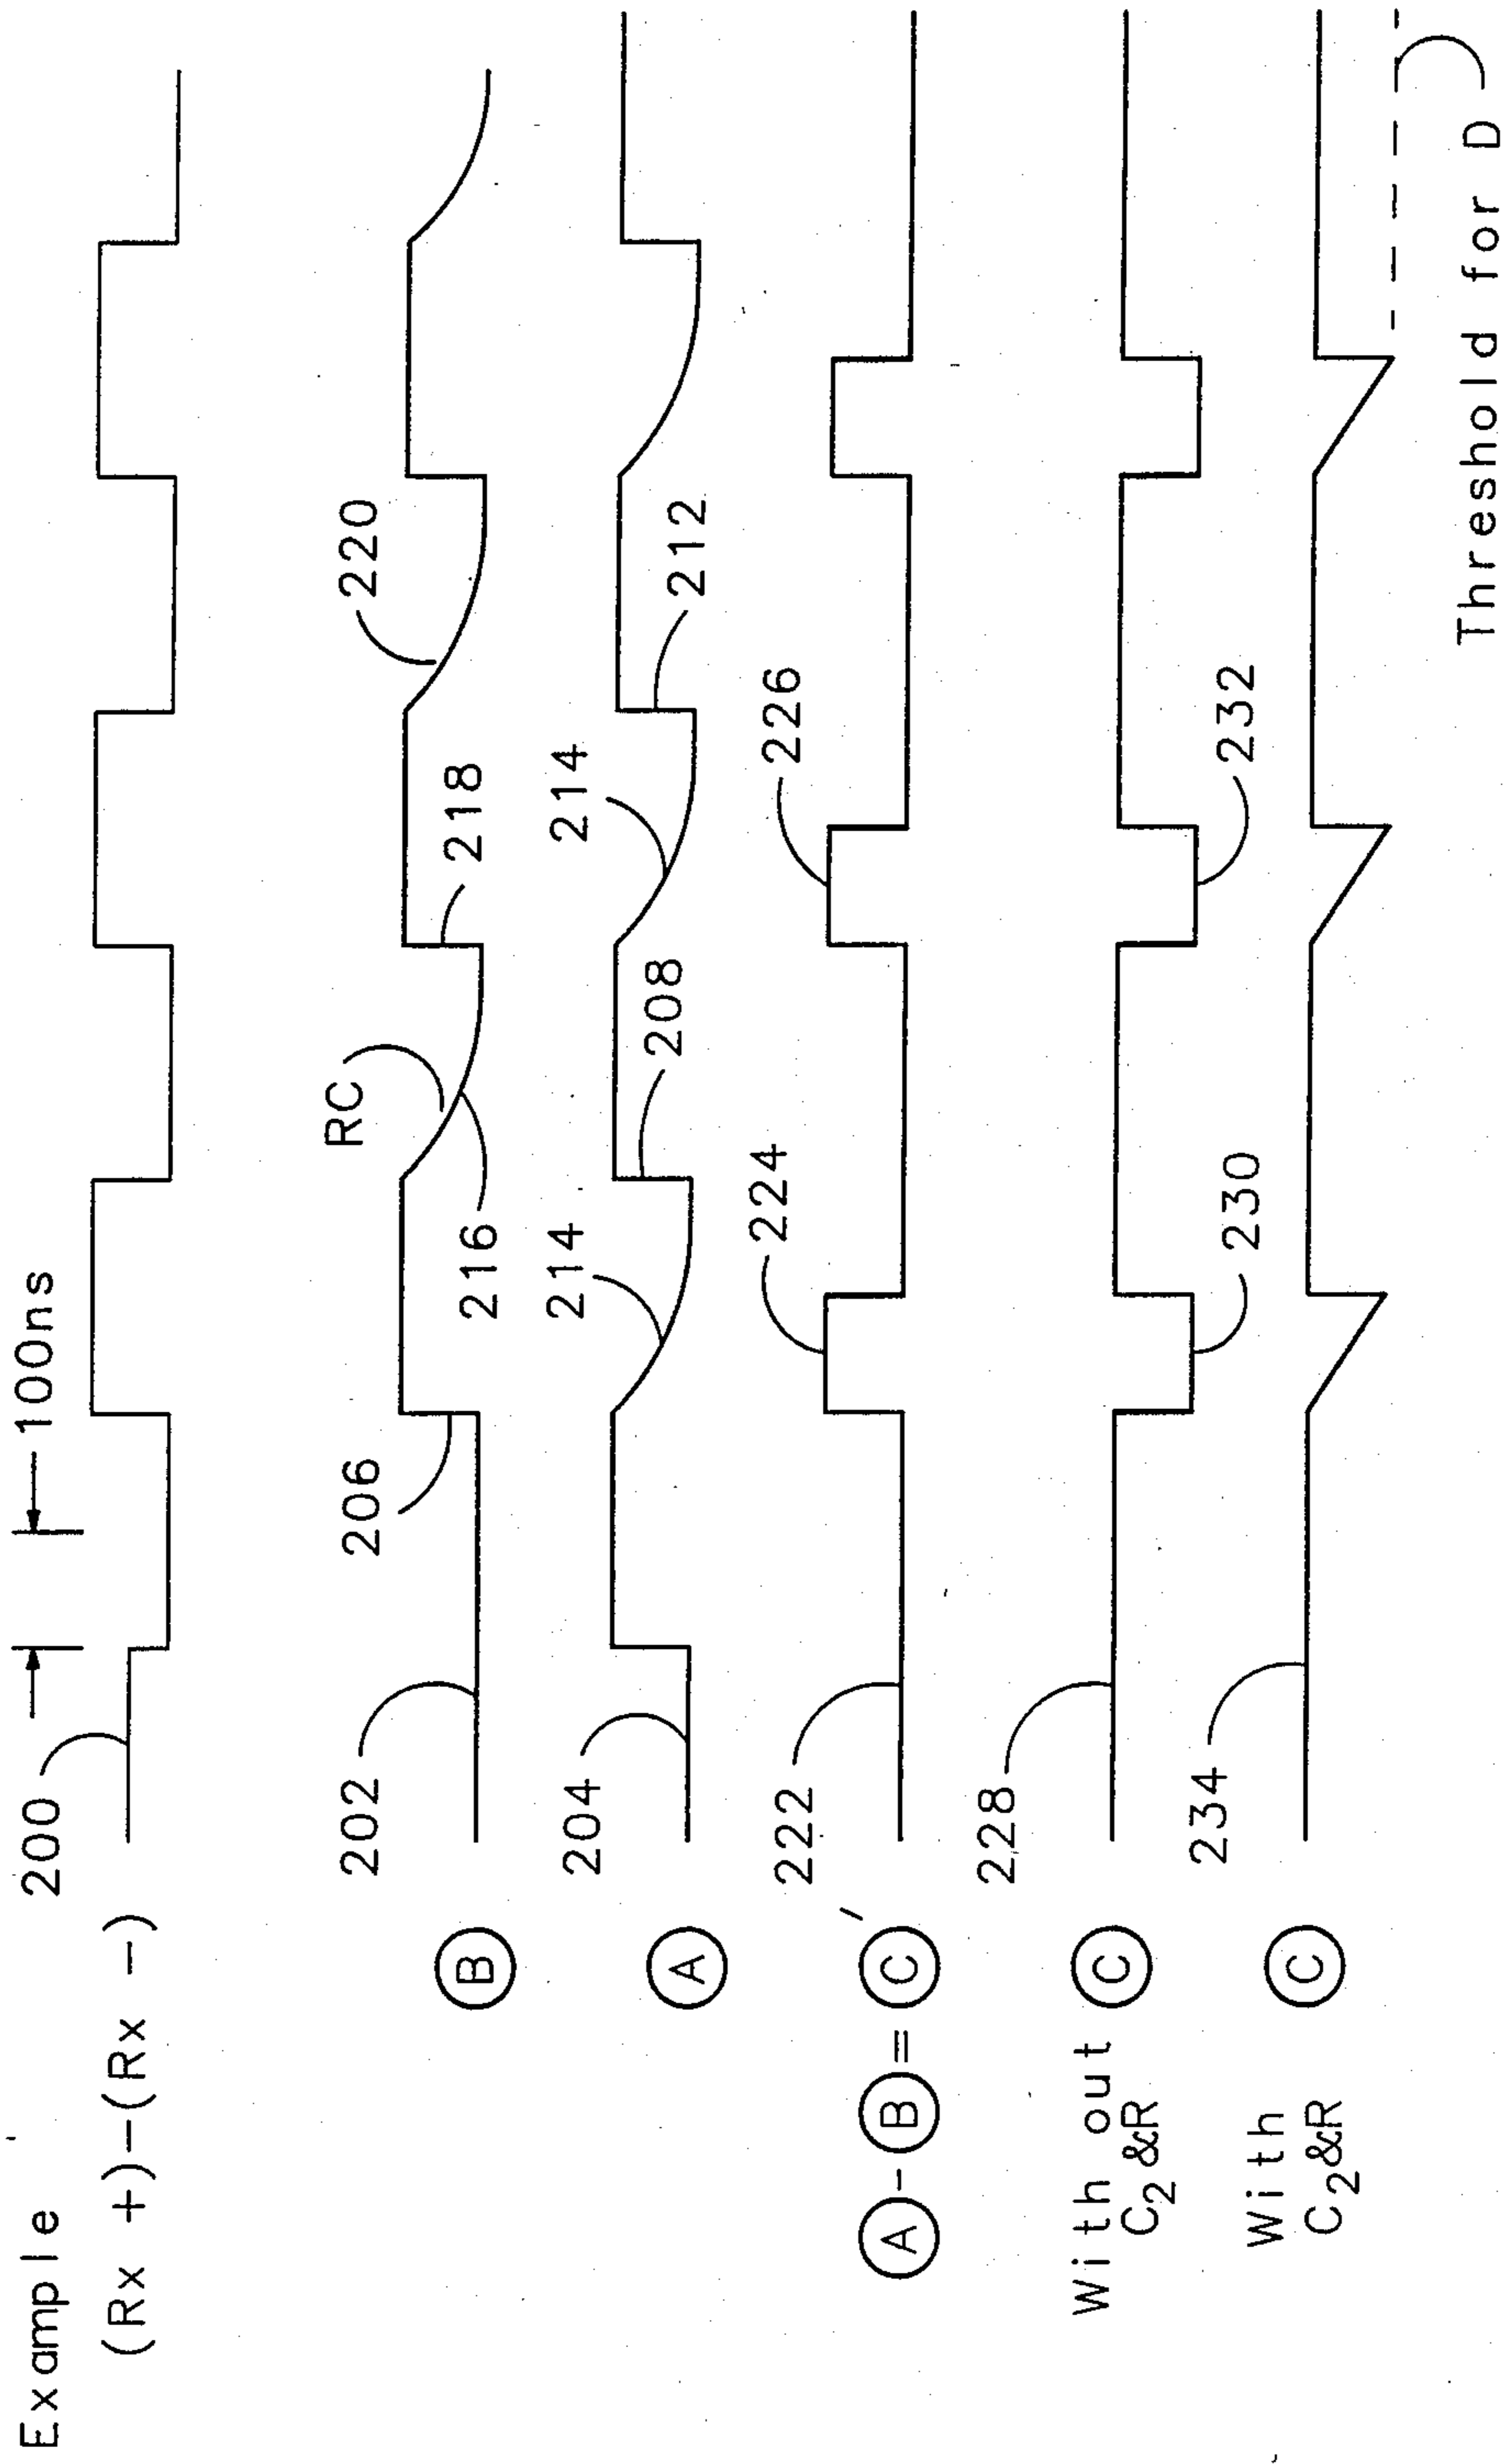 Example
200
100ns
(Rx +)-(Rx -)
202
206
RC
216
218
220
B
204
214
208
214
212
A
222
224
226
A - B = C'
228
230
232
With out
C2&R
C
234
With
C2&R
C
Threshold for D